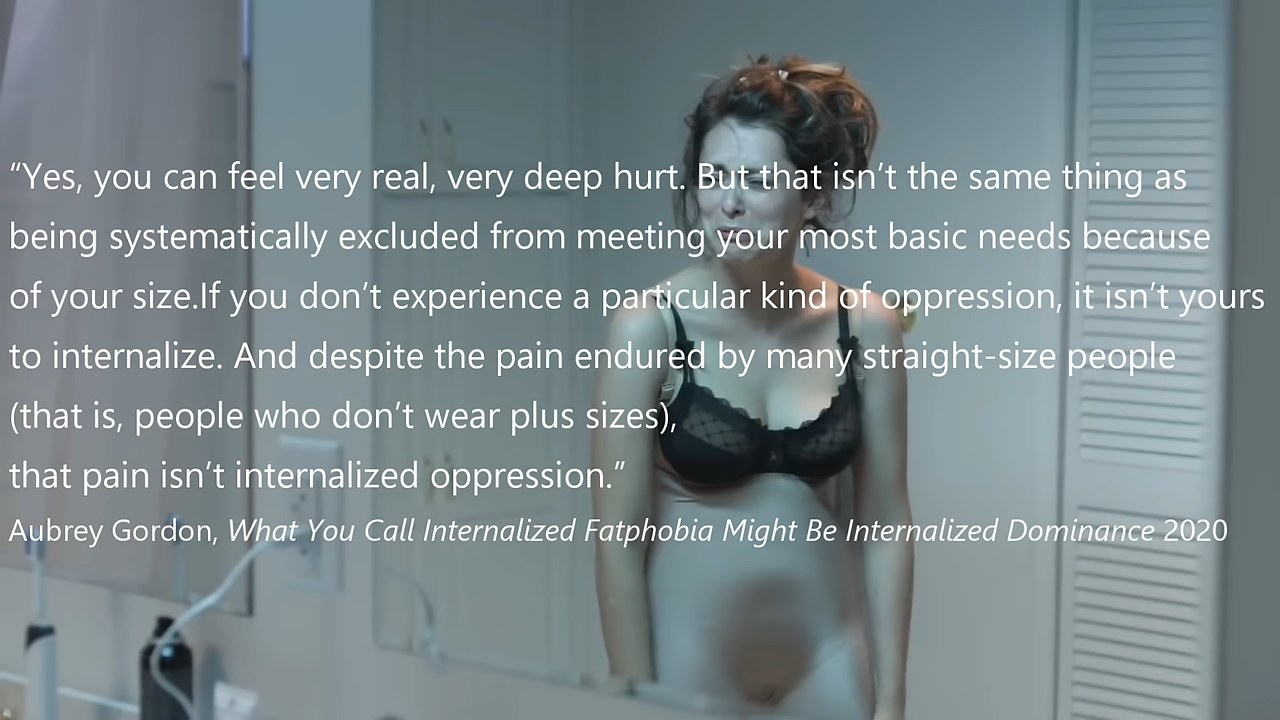 “Yes, you can feel very real, very deep hurt. But that isn’t the same thing as
being systematically excluded from meeting your most basic needs because
of your size.If you don’t experience a particular kind of oppression, it isn’t yours
to internalize. And despite the pain endured by many straight-size people
(that is, people who don’t wear plus sizes),
that pain isn’t internalized oppression.”
Aubrey Gordon, What You Call Internalized Fatphobia Might Be Internalized Dominance 2020